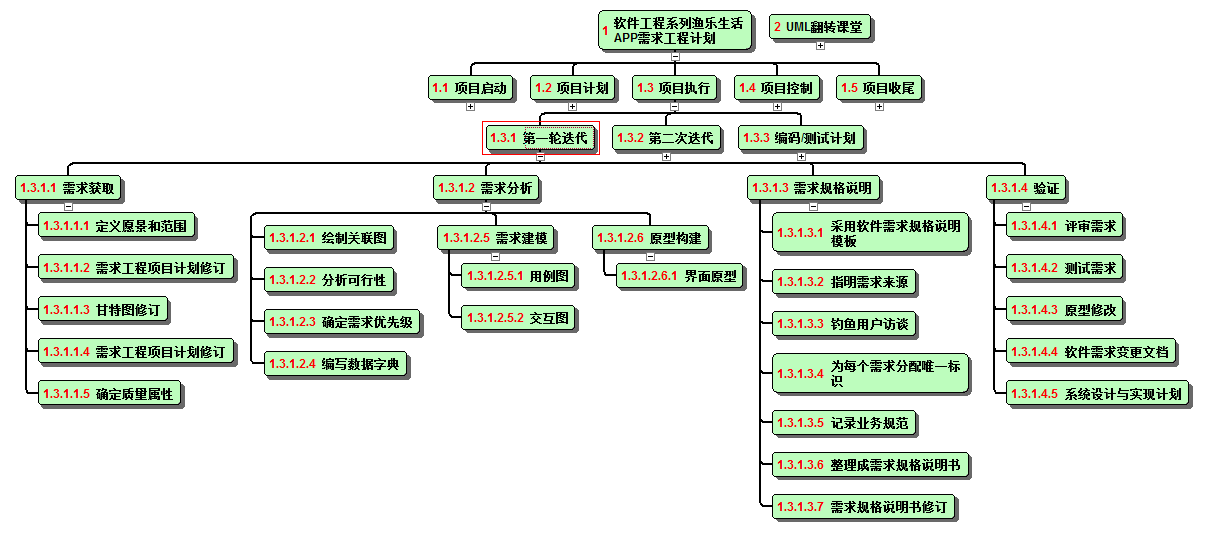 1 软件工程系列渔乐生活
APP需求工程计划
2 UML翻转课堂
1.1 项目启动
1.2 项目计划
1.3 项目执行
1.4 项目控制
1.5 项目收尾
1.3.1 第一轮迭代
1.3.2 第二次迭代
1.3.3 编码/测试计划
1.3.1.1 需求获取
1.3.1.1.1 定义愿景和范围
1.3.1.1.2 需求工程项目计划修订
1.3.1.1.3 甘特图修订
1.3.1.1.4 需求工程项目计划修订
1.3.1.1.5 确定质量属性
1.3.1.2 需求分析
1.3.1.2.1 绘制关联图
1.3.1.2.2 分析可行性
1.3.1.2.3 确定需求优先级
1.3.1.2.4 编写数据字典
1.3.1.2.5 需求建模
1.3.1.2.5.1 用例图
1.3.1.2.5.2 交互图
1.3.1.2.6 原型构建
1.3.1.2.6.1 界面原型
1.3.1.3 需求规格说明
1.3.1.3.1 采用软件需求规格说明
模板
1.3.1.3.2 指明需求来源
1.3.1.3.3 钓鱼用户访谈
1.3.1.3.4 为每个需求分配唯一标
识
1.3.1.3.5 记录业务规范
1.3.1.3.6 整理成需求规格说明书
1.3.1.3.7 需求规格说明书修订
1.3.1.4 验证
1.3.1.4.1 评审需求
1.3.1.4.2 测试需求
1.3.1.4.3 原型修改
1.3.1.4.4 软件需求变更文档
1.3.1.4.5 系统设计与实现计划